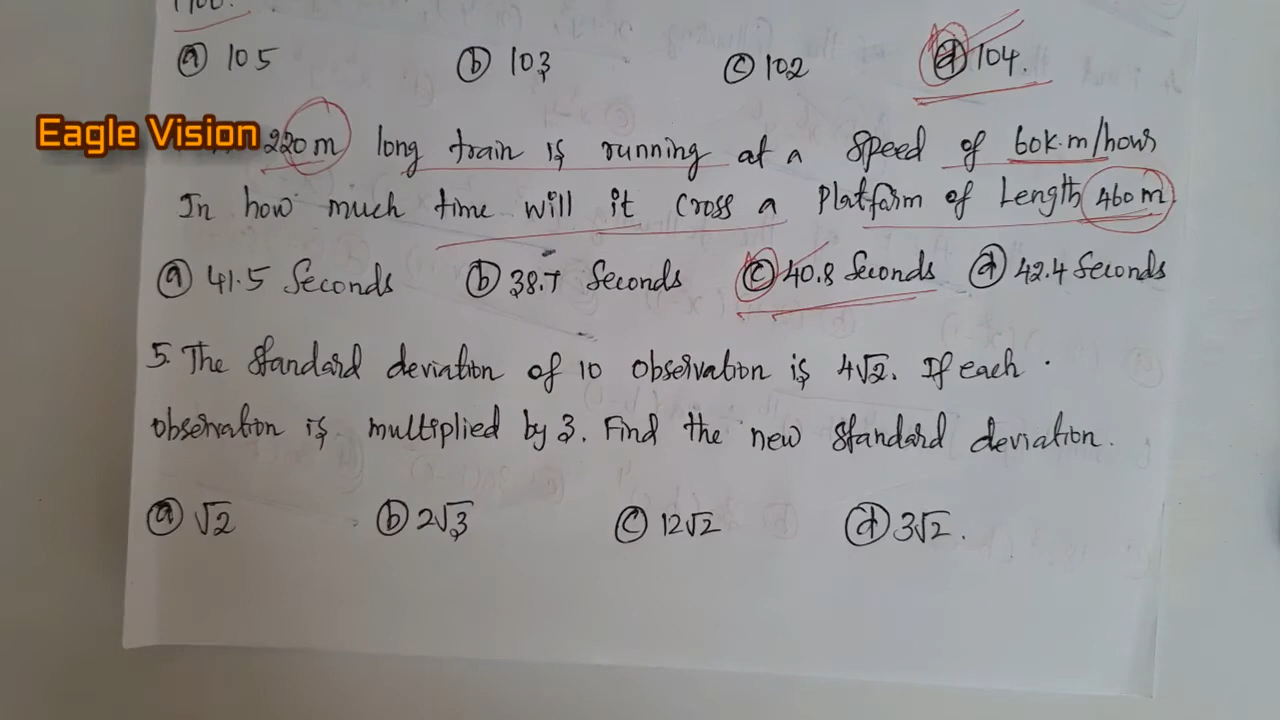 ⓐ 105 ⓑ 103 ⓒ 102 ⓓ 104.
Eagle Vision
220m long train is running at a speed of 60k.m/hours
In how much time will it cross a Platform of Length 460m
ⓐ 41.5 Seconds ⓑ 38.7 Seconds ⓒ 40.8 Seconds ⓓ 42.4 Seconds
5. The Standard deviation of 10 observation is 4√2. If each
observation is multiplied by 3. Find the new Standard deviation.
ⓐ √2 ⓑ 2√3 ⓒ 12√2 ⓓ 3√2.